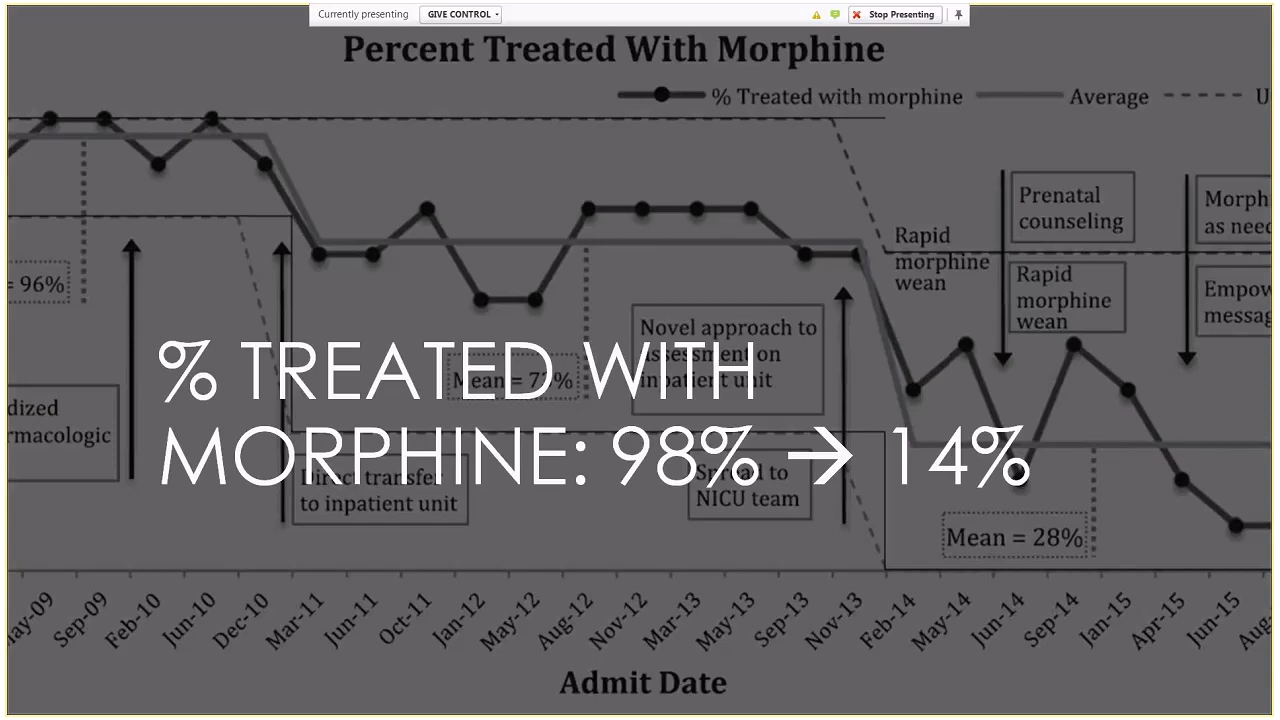 Currently presenting
GIVE CONTROL
Stop Presenting
Percent Treated With Morphine
% Treated with morphine
Average
U
Prenatal
counseling
Morph
as need
Rapid
morphine
wean
Rapid
morphine
wean
Empow
messag
= 96%
Novel approach to
assessment on
inpatient unit
Mean = 73%
% TREATED WITH
MORPHINE: 98% → 14%
dized
rmacologic
Direct transfer
to inpatient unit
Spread to
NICU team
Mean = 28%
May-09
Sep-09
Feb-10
Jun-10
Dec-10
Mar-11
Jun-11
Oct-11
Jan-12
May-12
Aug-12
Nov-12
Mar-13
May-13
Sep-13
Nov-13
Feb-14
May-14
Jun-14
Sep-14
Jan-15
Apr-15
Jun-15
Aug-
Admit Date